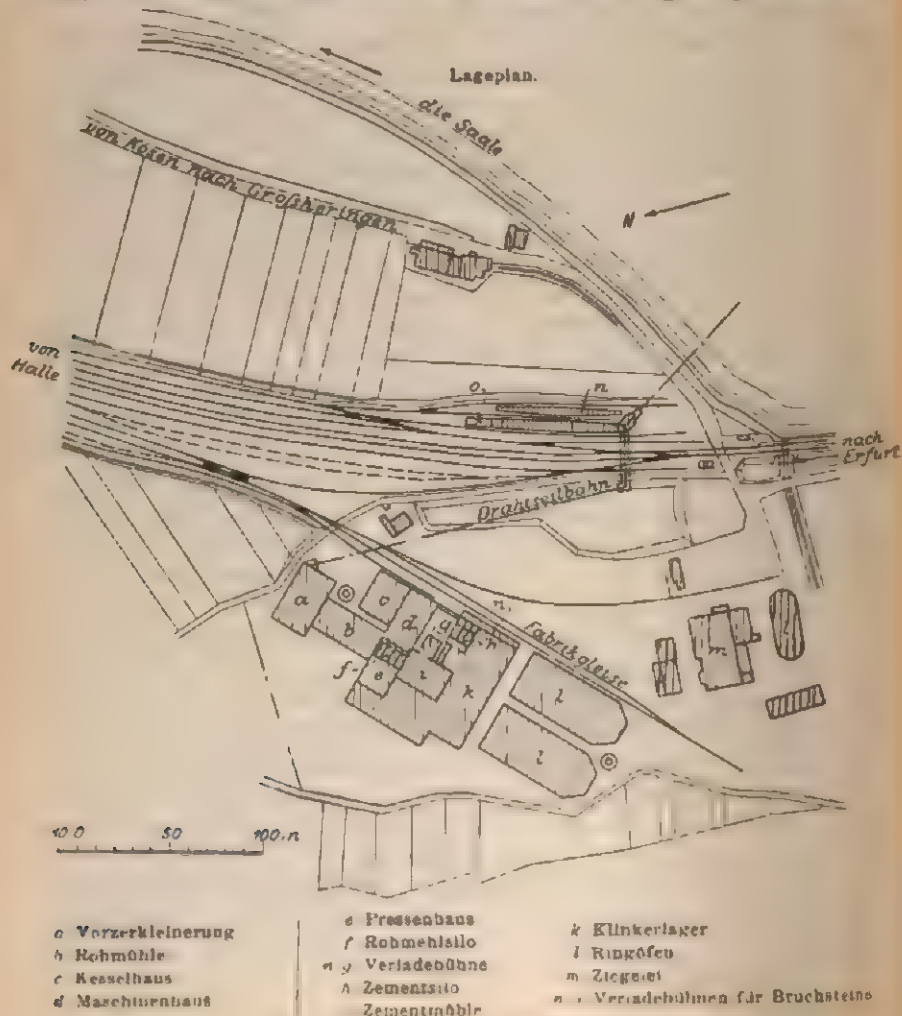 Lageplan.
die Saale
von Kösen nach Großheringen
N
von
Halle
o
n
nach
Erfurt
Drahtseilbahn
n
Fabrikgleise
a
b
c
d
g
h
f
e
i
k
l
l
m
10 0 50 100 m
a Vorzerkleinerung
b Rohmühle
c Kesselhaus
d Maschinenhaus
e Pressenhaus
f Rohmehlsilo
n g Verladebühne
h Zementsilo
Zementmühle
k Klinkerlager
l Ringöfen
m Ziegelei
n Verladebühnen für Bruchsteine